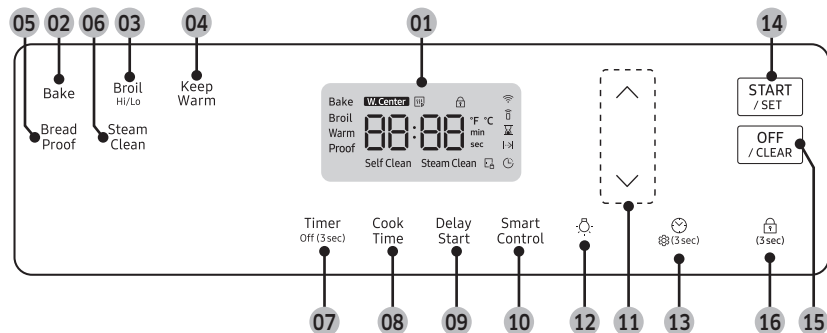 05 02 06 03 04 01 14
Bake
Broil
Hi/Lo
Keep
Warm
Bread
Proof
Steam
Clean
Bake W. Center
Broil
Warm
Proof
88:88
°F °C
min
sec
Self Clean Steam Clean
START
/ SET
OFF
/ CLEAR
Timer
Off (3 sec)
Cook
Time
Delay
Start
Smart
Control
(3 sec)
(3 sec)
07 08 09 10 12 11 13 16 15